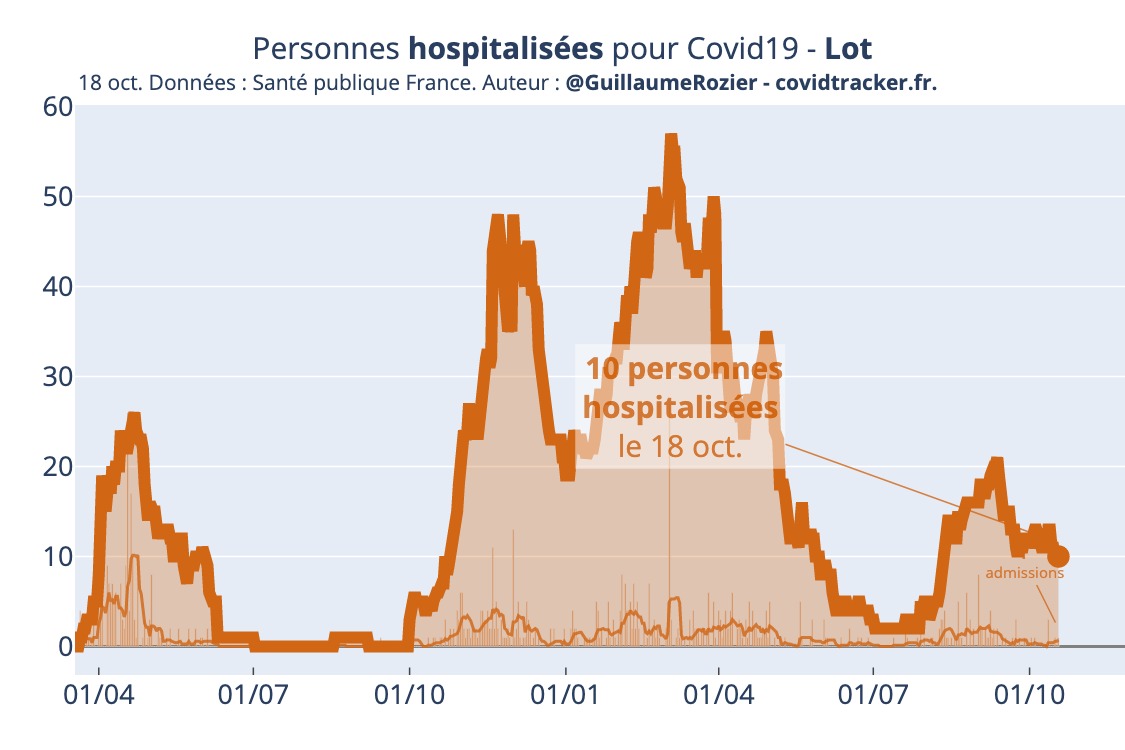 Personnes hospitalisées pour Covid19 - Lot
18 oct. Données : Santé publique France. Auteur : @GuillaumeRozier - covidtracker.fr.
60
50
40
30
20
10
0
10 personnes
hospitalisées
le 18 oct.
admissions
01/04
01/07
01/10
01/01
01/04
01/07
01/10